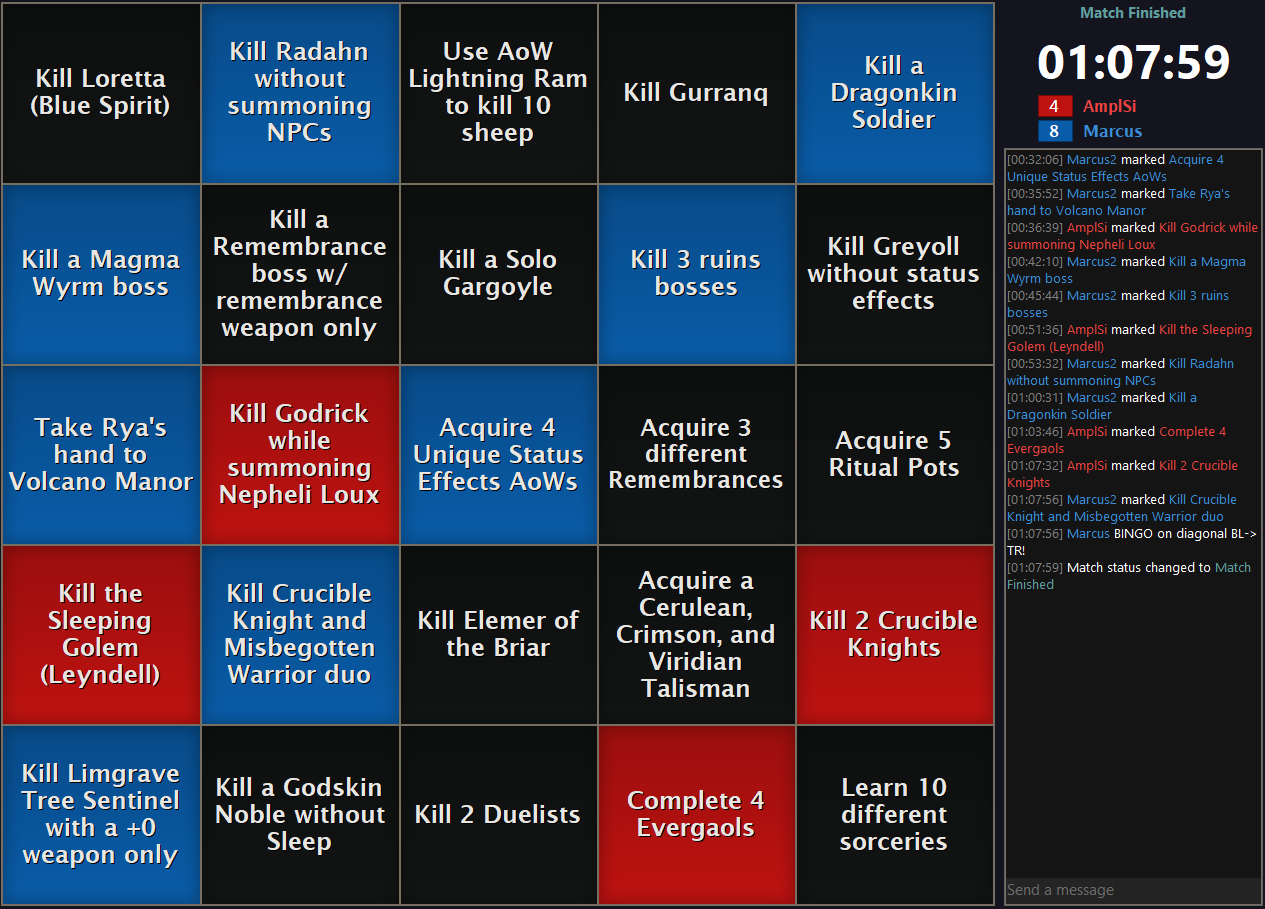 Kill Loretta
(Blue Spirit)
Kill Radahn
without
summoning
NPCs
Use AoW
Lightning Ram
to kill 10
sheep
Kill Gurranq
Kill a
Dragonkin
Soldier
Kill a Magma
Wyrm boss
Kill a
Remembrance
boss w/
remembrance
weapon only
Kill a Solo
Gargoyle
Kill 3 ruins
bosses
Kill Greyoll
without status
effects
Take Rya's
hand to
Volcano Manor
Kill Godrick
while
summoning
Nepheli Loux
Acquire 4
Unique Status
Effects AoWs
Acquire 3
different
Remembrances
Acquire 5
Ritual Pots
Kill the
Sleeping
Golem
(Leyndell)
Kill Crucible
Knight and
Misbegotten
Warrior duo
Kill Elemer of
the Briar
Acquire a
Cerulean,
Crimson, and
Viridian
Talisman
Kill 2 Crucible
Knights
Kill Limgrave
Tree Sentinel
with a +0
weapon only
Kill a Godskin
Noble without
Sleep
Kill 2 Duelists
Complete 4
Evergaols
Learn 10
different
sorceries
Match Finished
01:07:59
4 AmplSi
8 Marcus
[00:32:06] Marcus2 marked Acquire 4
Unique Status Effects AoWs
[00:35:52] Marcus2 marked Take Rya's
hand to Volcano Manor
[00:36:39] AmplSi marked Kill Godrick while
summoning Nepheli Loux
[00:42:10] Marcus2 marked Kill a Magma
Wyrm boss
[00:45:44] Marcus2 marked Kill 3 ruins
bosses
[00:51:36] AmplSi marked Kill the Sleeping
Golem (Leyndell)
[00:53:32] Marcus2 marked Kill Radahn
without summoning NPCs
[01:00:31] Marcus2 marked Kill a
Dragonkin Soldier
[01:03:46] AmplSi marked Complete 4
Evergaols
[01:07:32] AmplSi marked Kill 2 Crucible
Knights
[01:07:56] Marcus2 marked Kill Crucible
Knight and Misbegotten Warrior duo
[01:07:56] Marcus BINGO on diagonal BL->
TR!
[01:07:59] Match status changed to Match
Finished
Send a message